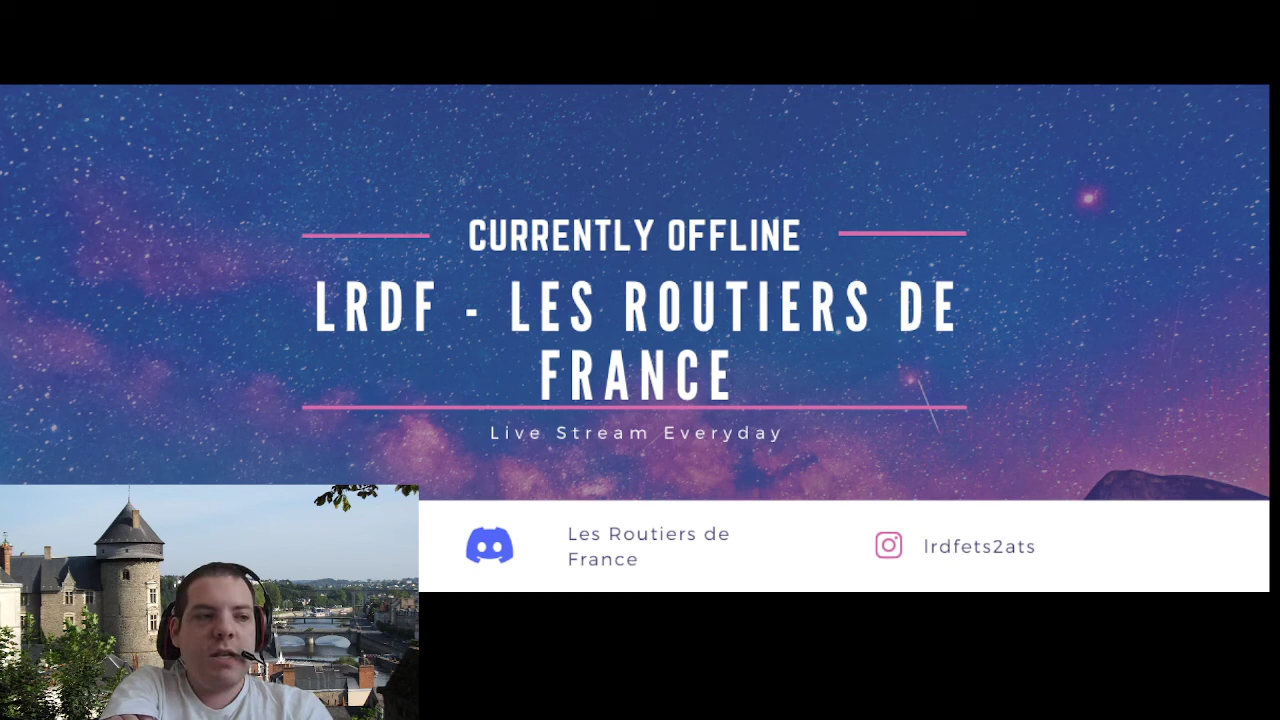 CURRENTLY OFFLINE
LRDF - LES ROUTIERS DE
FRANCE
Live Stream Everyday
Les Routiers de
France
lrdfets2ats